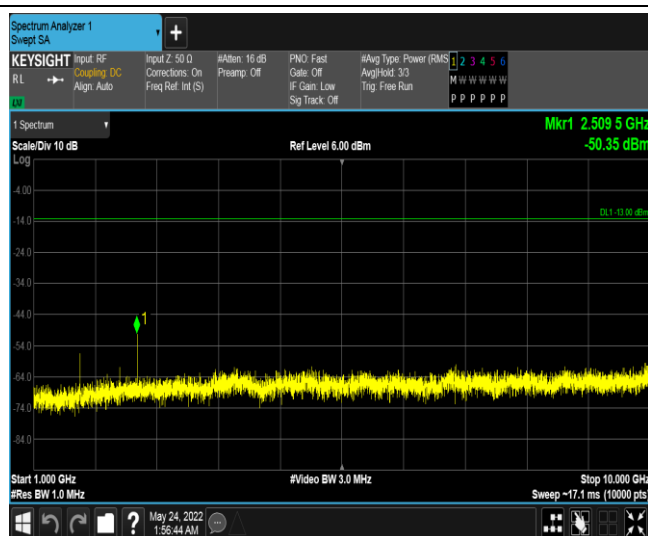 Spectrum Analyzer 1
Swept SA
+
KEYSIGHT
RL
Input: RF
Coupling: DC
Align: Auto
Input Z: 50 Ω
Corrections: On
Freq Ref: Int (S)
#Atten: 16 dB
Preamp: Off
PNO: Fast
Gate: Off
IF Gain: Low
Sig Track: Off
#Avg Type: Power (RMS
Avg|Hold: 3/3
Trig: Free Run
1 2 3 4 5 6
M W W W W W
P P P P P P
1 Spectrum
Mkr1 2.509 5 GHz
-50.35 dBm
Scale/Div 10 dB
Ref Level 6.00 dBm
Log
-4.00
DL1 -13.00 dBm
-14.0
-24.0
-34.0
-44.0
1
-54.0
-64.0
-74.0
-84.0
Start 1.000 GHz
#Video BW 3.0 MHz
Stop 10.000 GHz
#Res BW 1.0 MHz
Sweep ~17.1 ms (10000 pts)
?
May 24, 2022
1:56:44 AM